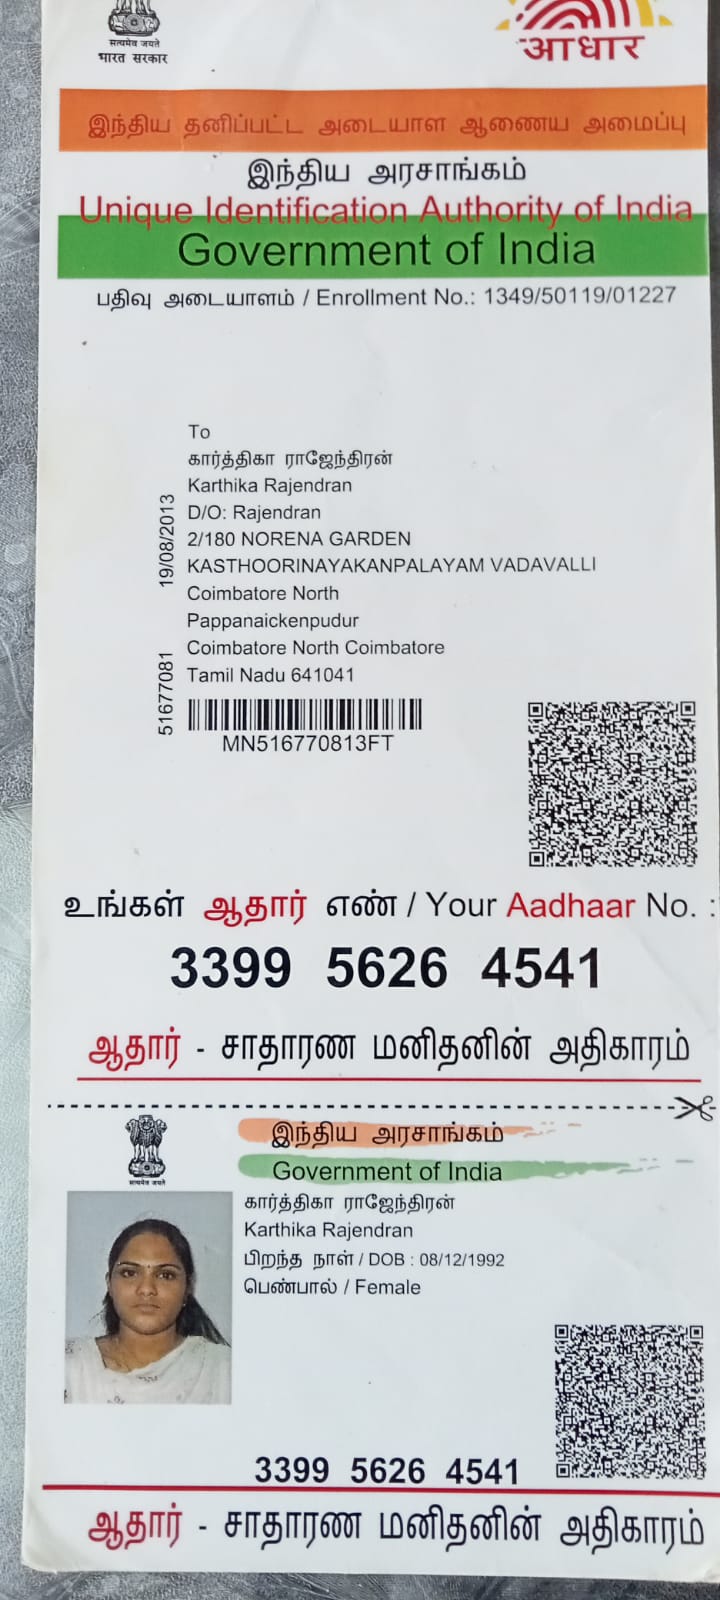 सत्यमेव जयते
भारत सरकार
आधार
இந்திய தனிப்பட்ட அடையாள ஆணைய அமைப்பு
இந்திய அரசாங்கம்
Unique Identification Authority of India
Government of India
பதிவு அடையாளம் / Enrollment No.: 1349/50119/01227
To
கார்த்திகா ராஜேந்திரன்
Karthika Rajendran
D/O: Rajendran
2/180 NORENA GARDEN
KASTHOORINAYAKANPALAYAM VADAVALLI
Coimbatore North
Pappanaickenpudur
Coimbatore North Coimbatore
Tamil Nadu 641041
19/08/2013
51677081
MN516770813FT
உங்கள் ஆதார் எண் / Your Aadhaar No. :
3399 5626 4541
ஆதார் - சாதாரண மனிதனின் அதிகாரம்
सत्यमेव जयते
இந்திய அரசாங்கம்
Government of India
கார்த்திகா ராஜேந்திரன்
Karthika Rajendran
பிறந்த நாள் / DOB : 08/12/1992
பெண்பால் / Female
3399 5626 4541
ஆதார் - சாதாரண மனிதனின் அதிகாரம்